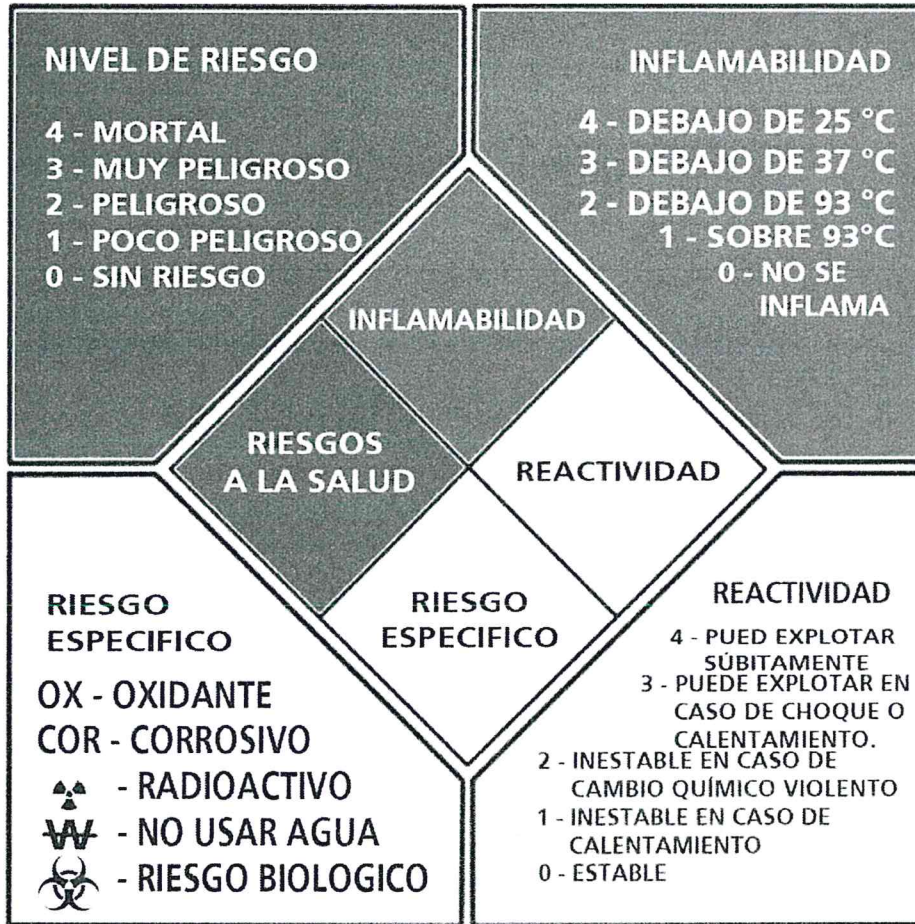 NIVEL DE RIESGO
4 - MORTAL
3 - MUY PELIGROSO
2 - PELIGROSO
1 - POCO PELIGROSO
0 - SIN RIESGO
INFLAMABILIDAD
4 - DEBAJO DE 25 °C
3 - DEBAJO DE 37 °C
2 - DEBAJO DE 93 °C
1 - SOBRE 93°C
0 - NO SE
INFLAMA
INFLAMABILIDAD
RIESGOS
A LA SALUD
REACTIVIDAD
RIESGO
ESPECIFICO
RIESGO
ESPECIFICO
OX - OXIDANTE
COR - CORROSIVO
- RADIOACTIVO
W - NO USAR AGUA
- RIESGO BIOLOGICO
REACTIVIDAD
4 - PUED EXPLOTAR
SÚBITAMENTE
3 - PUEDE EXPLOTAR EN
CASO DE CHOQUE O
CALENTAMIENTO.
2 - INESTABLE EN CASO DE
CAMBIO QUÍMICO VIOLENTO
1 - INESTABLE EN CASO DE
CALENTAMIENTO
0 - ESTABLE